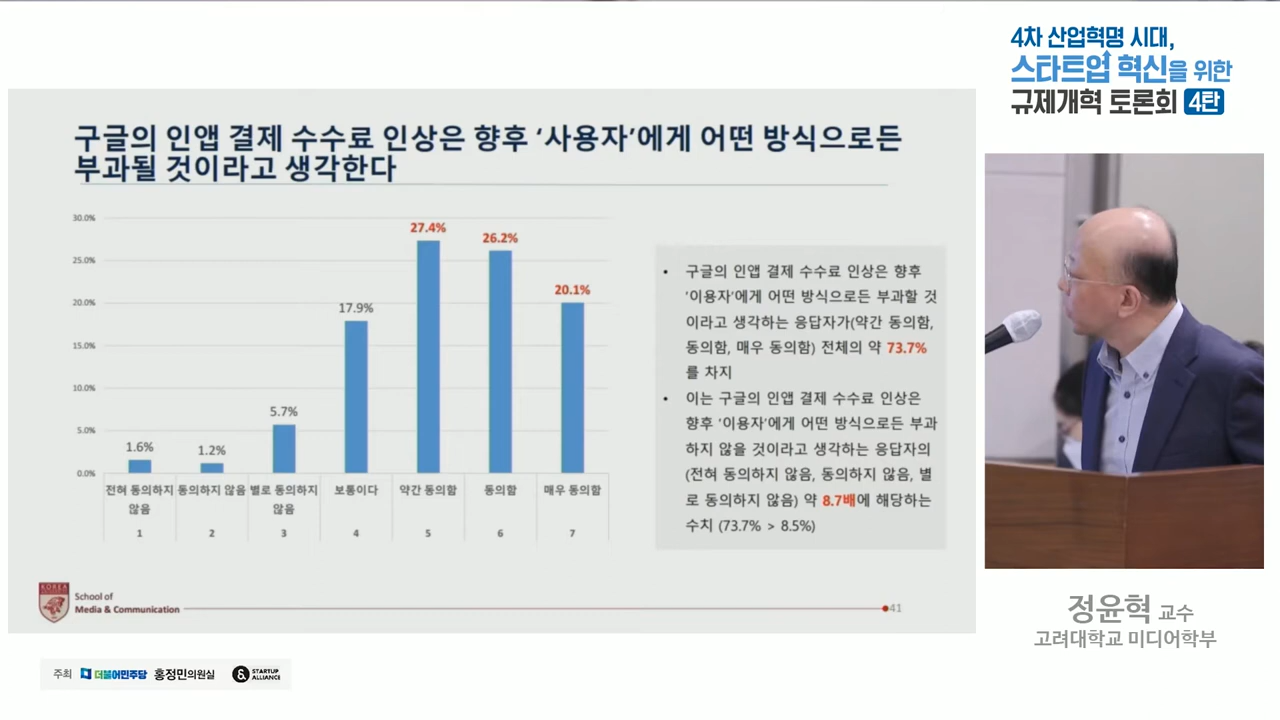 4차 산업혁명 시대,
스타트업 혁신을 위한
규제개혁 토론회 4탄
구글의 인앱 결제 수수료 인상은 향후 ‘사용자’에게 어떤 방식으로든
부과될 것이라고 생각한다
30.0%
25.0%
20.0%
15.0%
10.0%
5.0%
0.0%
1.6%
1.2%
5.7%
17.9%
27.4%
26.2%
20.1%
전혀 동의하지 않음
동의하지 않음
별로 동의하지 않음
보통이다
약간 동의함
동의함
매우 동의함
1 2 3 4 5 6 7
• 구글의 인앱 결제 수수료 인상은 향후
‘이용자’에게 어떤 방식으로든 부과할 것
이라고 생각하는 응답자가(약간 동의함,
동의함, 매우 동의함) 전체의 약 73.7%
를 차지
• 이는 구글의 인앱 결제 수수료 인상은
향후 ‘이용자’에게 어떤 방식으로든 부과
하지 않을 것이라고 생각하는 응답자의
(전혀 동의하지 않음, 동의하지 않음, 별
로 동의하지 않음) 약 8.7배에 해당하는
수치 (73.7% > 8.5%)
KOREA
School of
Media & Communication
41
정윤혁 교수
고려대학교 미디어학부
주최 더불어민주당 홍정민의원실 & STARTUP
ALLIANCE